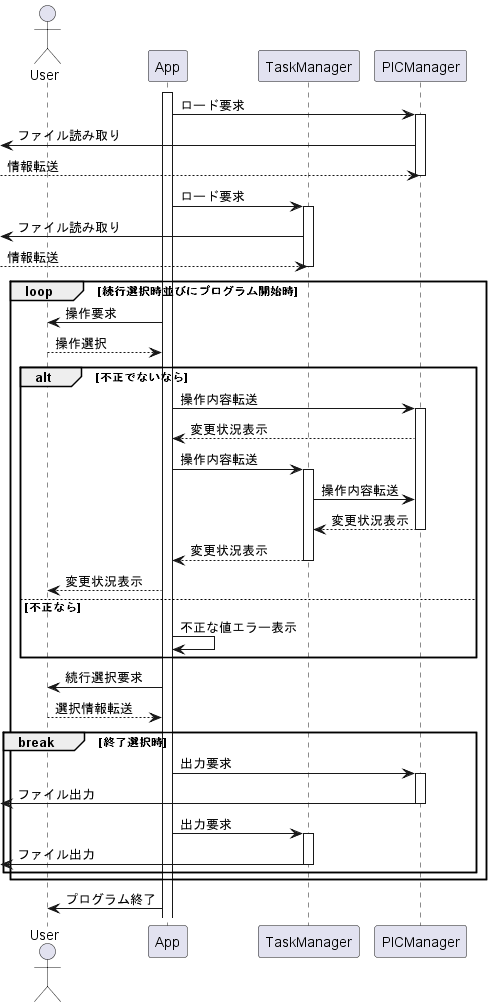 User
App
TaskManager
PICManager
ロード要求
ファイル読み取り
情報転送
ロード要求
ファイル読み取り
情報転送
loop [続行選択時並びにプログラム開始時]
操作要求
操作選択
alt [不正でないなら]
操作内容転送
変更状況表示
操作内容転送
操作内容転送
変更状況表示
変更状況表示
変更状況表示
[不正なら]
不正な値エラー表示
続行選択要求
選択情報転送
break [終了選択時]
出力要求
ファイル出力
出力要求
ファイル出力
プログラム終了
User
App
TaskManager
PICManager